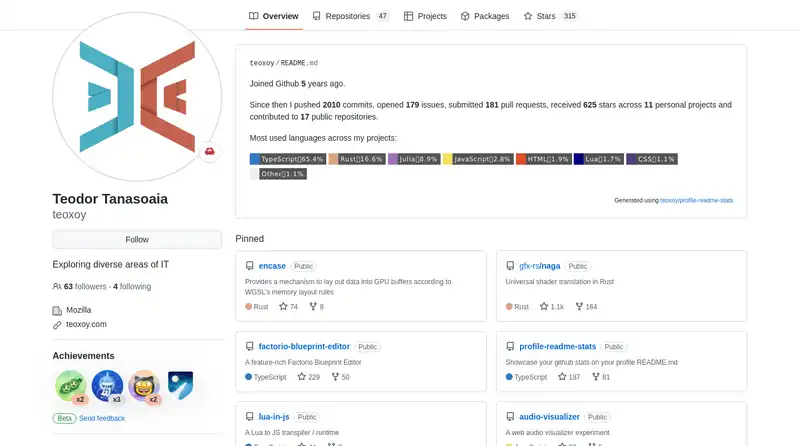 Overview
Repositories 47
Projects
Packages
Stars 315
teoxoy / README.md
Joined Github 5 years ago.
Since then I pushed 2010 commits, opened 179 issues, submitted 181 pull requests, received 625 stars across 11 personal projects and
contributed to 17 public repositories.
Most used languages across my projects:
TypeScript 65.4% Rust 16.6% Julia 8.9% JavaScript 2.8% HTML 1.9% Lua 1.7% CSS 1.1%
Other 1.1%
Generated using teoxoy/profile-readme-stats
Teodor Tanasoaia
teoxoy
Follow
Exploring diverse areas of IT
63 followers · 4 following
Mozilla
teoxoy.com
Achievements
x2 x3 x2
Beta Send feedback
Pinned
encase Public
Provides a mechanism to lay out data into GPU buffers according to
WGSL's memory layout rules
Rust 74 8
gfx-rs/naga Public
Universal shader translation in Rust
Rust 1.1k 164
factorio-blueprint-editor Public
A feature-rich Factorio Blueprint Editor
TypeScript 229 50
profile-readme-stats Public
Showcase your github stats on your profile README.md
TypeScript 187 81
lua-in-js Public
A Lua to JS transpiler / runtime
audio-visualizer Public
A web audio visualizer experiment